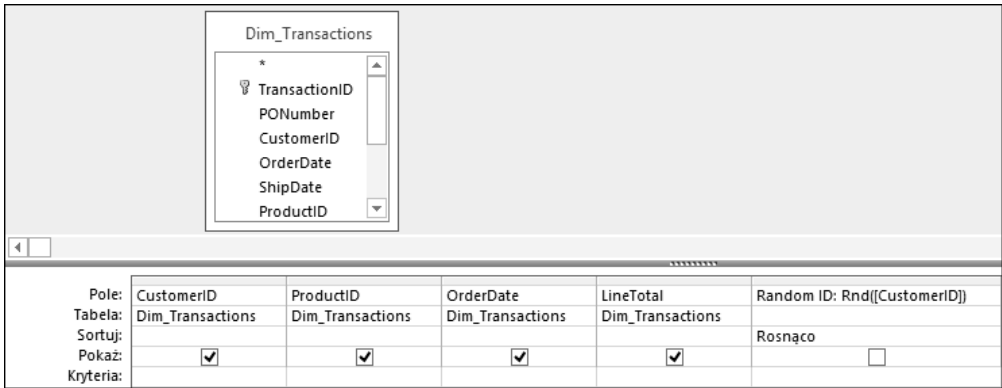 Dim_Transactions
*
TransactionID
PONumber
CustomerID
OrderDate
ShipDate
ProductID
Pole: CustomerID ProductID OrderDate LineTotal Random ID: Rnd([CustomerID])
Tabela: Dim_Transactions Dim_Transactions Dim_Transactions Dim_Transactions
Sortuj: Rosnąco
Pokaż:
Kryteria: